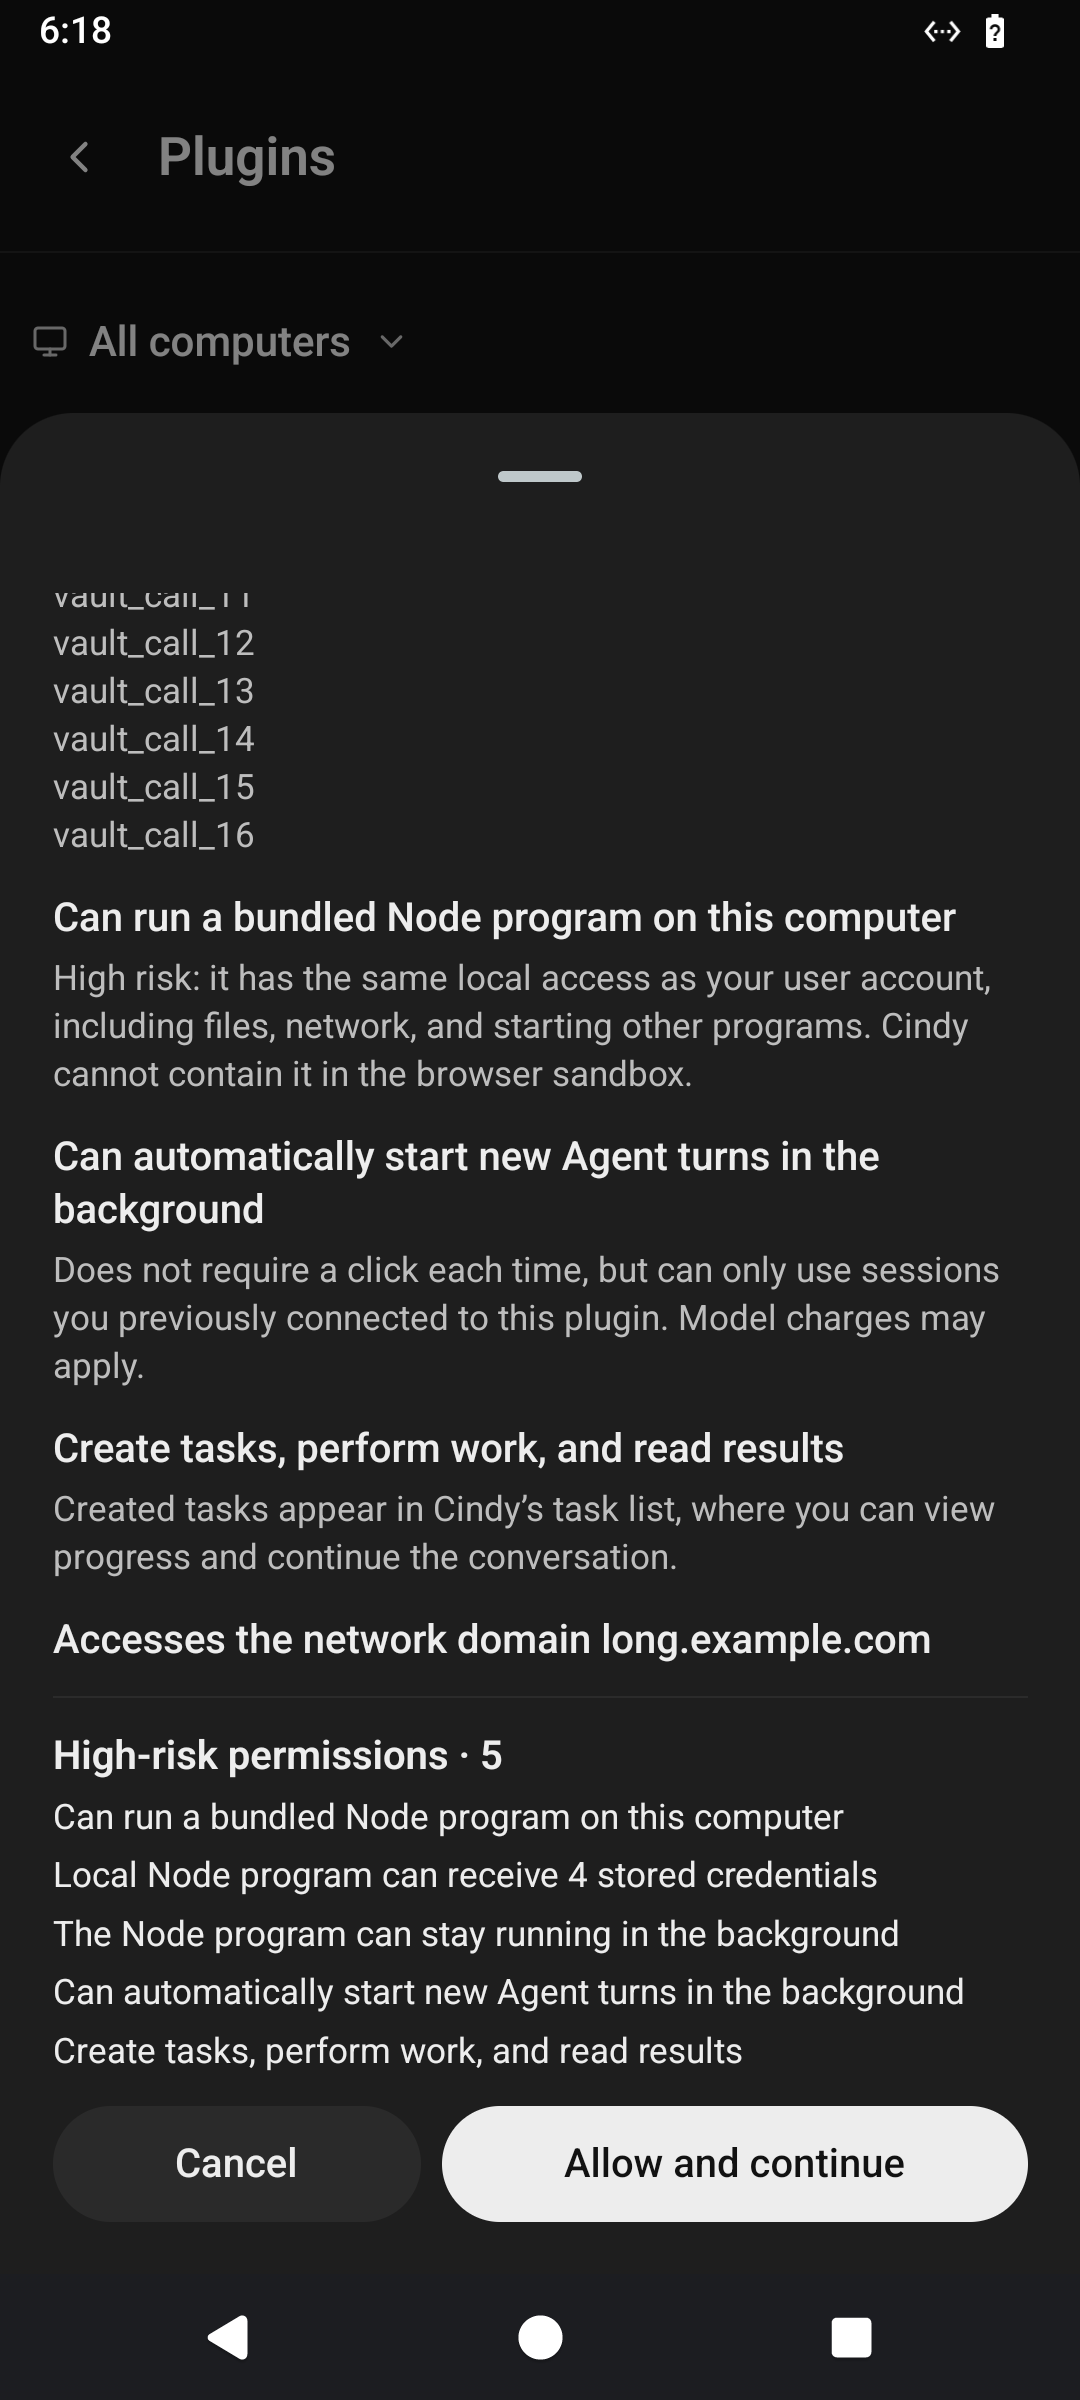 6:18
Plugins
All computers
vault_call_11
vault_call_12
vault_call_13
vault_call_14
vault_call_15
vault_call_16
Can run a bundled Node program on this computer
High risk: it has the same local access as your user account,
including files, network, and starting other programs. Cindy
cannot contain it in the browser sandbox.
Can automatically start new Agent turns in the
background
Does not require a click each time, but can only use sessions
you previously connected to this plugin. Model charges may
apply.
Create tasks, perform work, and read results
Created tasks appear in Cindy’s task list, where you can view
progress and continue the conversation.
Accesses the network domain long.example.com
High-risk permissions · 5
Can run a bundled Node program on this computer
Local Node program can receive 4 stored credentials
The Node program can stay running in the background
Can automatically start new Agent turns in the background
Create tasks, perform work, and read results
Cancel
Allow and continue